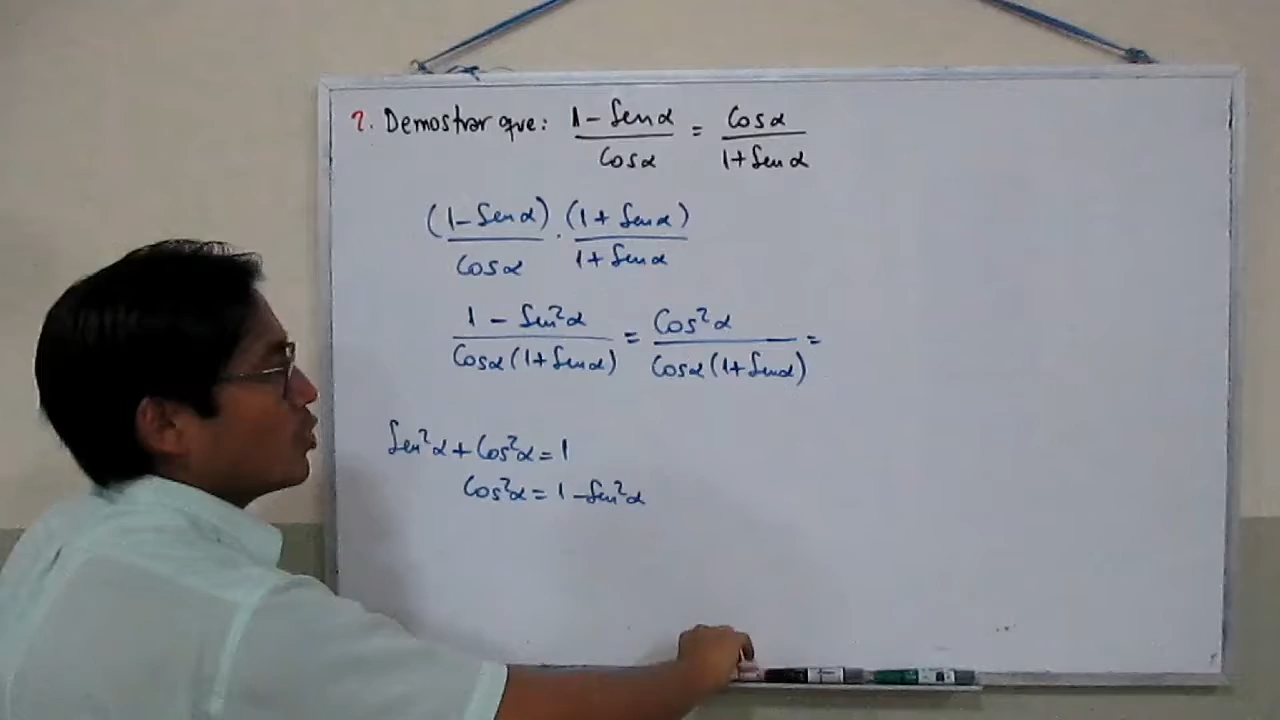 2. Demostrar que: (1 - Sen α)/(Cos α) = (Cos α)/(1 + Sen α)
(1 - Sen α)/(Cos α) · (1 + Sen α)/(1 + Sen α)
(1 - Sen²α)/(Cos α (1 + Sen α)) = (Cos²α)/(Cos α (1 + Sen α)) =
Sen²α + Cos²α = 1
Cos²α = 1 - Sen²α